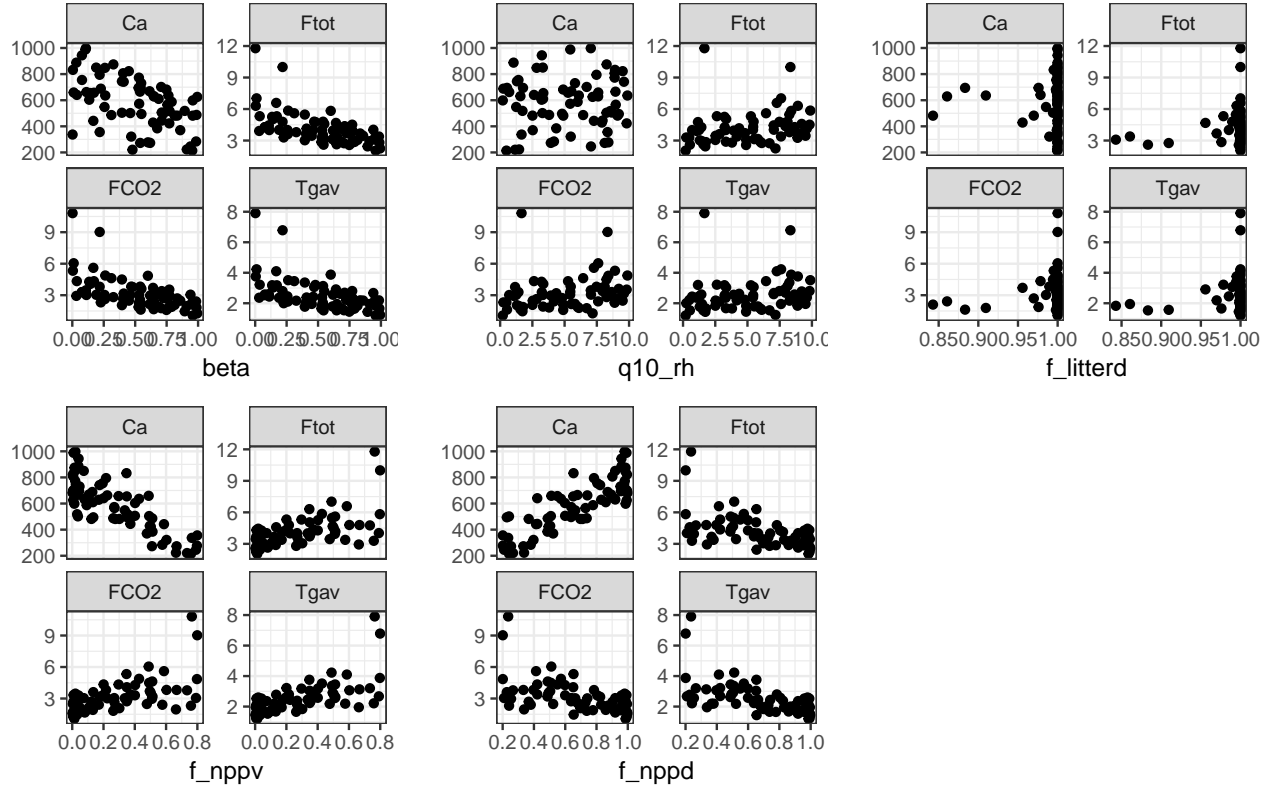 Ca Ftot Ca Ftot Ca Ftot
1000 12 1000 12 1000 12
800 9 800 9 800 9
600 600 600
400 6 400 6 400 6
200 3 200 3 200 3
FCO2 Tgav FCO2 Tgav FCO2 Tgav
8 8 8
9 6 9 6 9 6
6 4 6 4 6 4
3 2 3 2 3 2
0.00 0.25 0.50 0.75 1.00 0.00 0.25 0.50 0.75 1.00 0.0 2.5 5.0 7.5 10.0 0.0 2.5 5.0 7.5 10.0 0.85 0.90 0.95 1.00 0.85 0.90 0.95 1.00
beta q10_rh f_litterd
Ca Ftot Ca Ftot
1000 12 1000 12
800 9 800 9
600 600
400 6 400 6
200 3 200 3
FCO2 Tgav FCO2 Tgav
8 8
9 6 9 6
6 4 6 4
3 2 3 2
0.0 0.2 0.4 0.6 0.8 0.0 0.2 0.4 0.6 0.8 0.2 0.4 0.6 0.8 1.0 0.2 0.4 0.6 0.8 1.0
f_nppv f_nppd